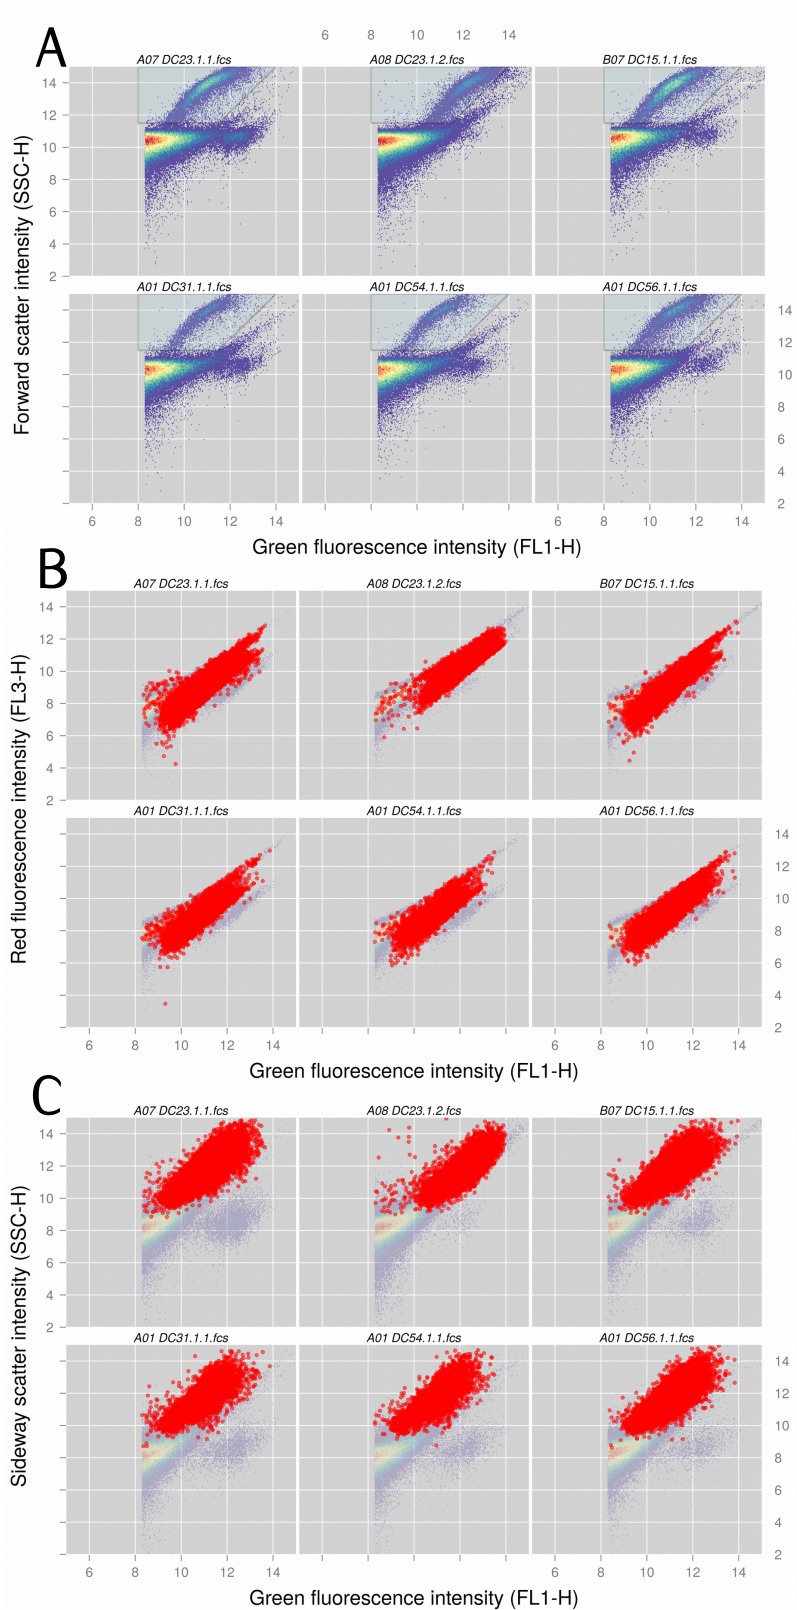 A
6 8 10 12 14
A07 DC23.1.1.fcs A08 DC23.1.2.fcs B07 DC15.1.1.fcs
14
12
10
8
6
4
2
Forward scatter intensity (SSC-H)
A01 DC31.1.1.fcs A01 DC54.1.1.fcs A01 DC56.1.1.fcs
14
12
10
8
6
4
2
6 8 10 12 14 6 8 10 12 14
Green fluorescence intensity (FL1-H)
B
A07 DC23.1.1.fcs A08 DC23.1.2.fcs B07 DC15.1.1.fcs
14
12
10
8
6
4
2
Red fluorescence intensity (FL3-H)
A01 DC31.1.1.fcs A01 DC54.1.1.fcs A01 DC56.1.1.fcs
14
12
10
8
6
4
2
6 8 10 12 14 6 8 10 12 14
Green fluorescence intensity (FL1-H)
C
A07 DC23.1.1.fcs A08 DC23.1.2.fcs B07 DC15.1.1.fcs
14
12
10
8
6
4
2
Sideway scatter intensity (SSC-H)
A01 DC31.1.1.fcs A01 DC54.1.1.fcs A01 DC56.1.1.fcs
14
12
10
8
6
4
2
6 8 10 12 14 6 8 10 12 14
Green fluorescence intensity (FL1-H)